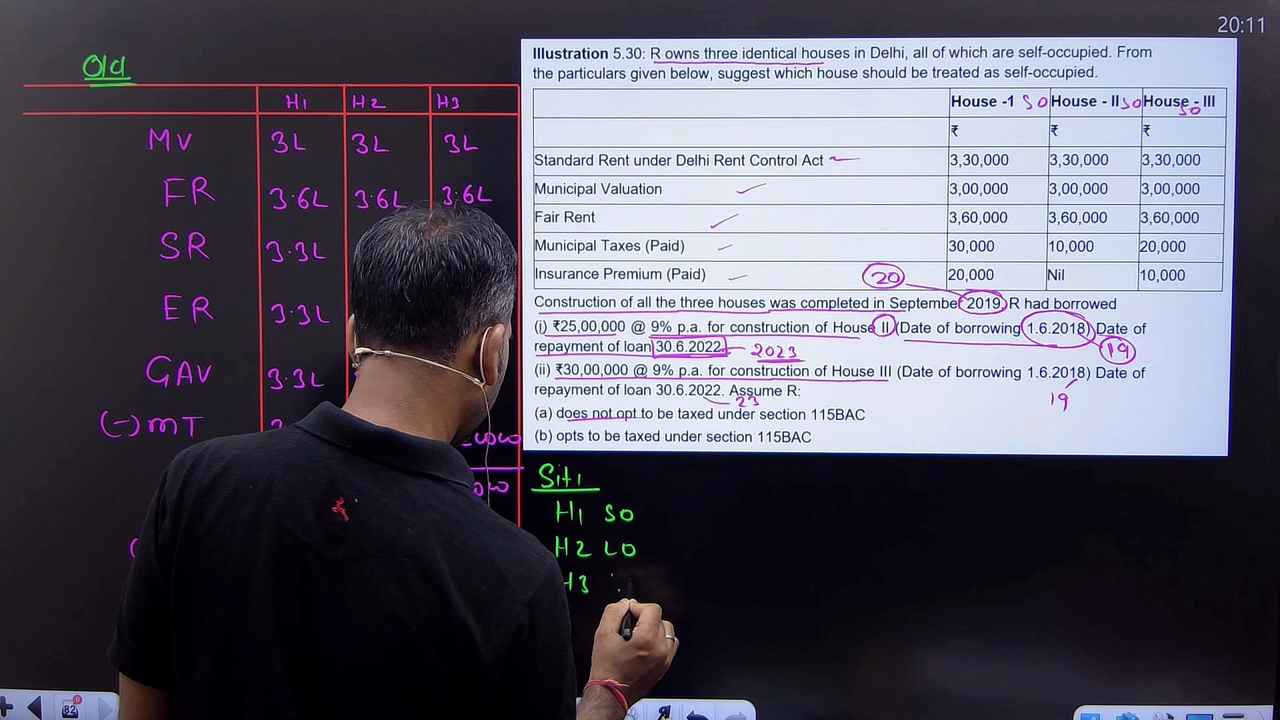 20:11
Old
H1 H2 H3
MV 3L 3L 3L
FR 3.6L 3.6L 3.6L
SR 3.3L
ER 3.3L
GAV 3.3L
(-) MT
Illustration 5.30: R owns three identical houses in Delhi, all of which are self-occupied. From
the particulars given below, suggest which house should be treated as self-occupied.
House -1 SO House - II SO House - III SO
₹ ₹ ₹
Standard Rent under Delhi Rent Control Act 3,30,000 3,30,000 3,30,000
Municipal Valuation 3,00,000 3,00,000 3,00,000
Fair Rent 3,60,000 3,60,000 3,60,000
Municipal Taxes (Paid) 30,000 10,000 20,000
Insurance Premium (Paid) 20,000 Nil 10,000
20
Construction of all the three houses was completed in September 2019. R had borrowed
(i) ₹25,00,000 @ 9% p.a. for construction of House II (Date of borrowing 1.6.2018) Date of
repayment of loan 30.6.2022. 2023 19
(ii) ₹30,00,000 @ 9% p.a. for construction of House III (Date of borrowing 1.6.2018) Date of
repayment of loan 30.6.2022. Assume R:
23 19
(a) does not opt to be taxed under section 115BAC
(b) opts to be taxed under section 115BAC
Sit 1
H1 SO
H2 LO
H3
82